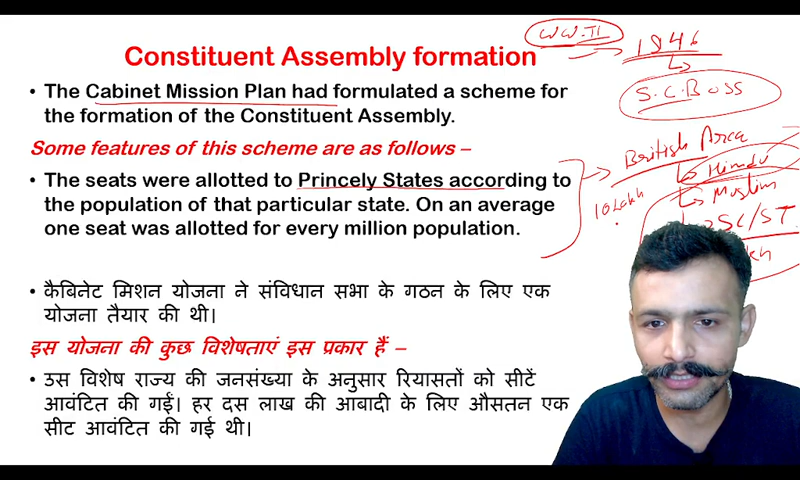 Constituent Assembly formation
WW.II
1946
S.C.Boss
• The Cabinet Mission Plan had formulated a scheme for
the formation of the Constituent Assembly.
Some features of this scheme are as follows –
• The seats were allotted to Princely States according to
the population of that particular state. On an average
one seat was allotted for every million population.
British Area
Hindu
Muslim
10 Lakh
SC/ST
• कैबिनेट मिशन योजना ने संविधान सभा के गठन के लिए एक
योजना तैयार की थी।
इस योजना की कुछ विशेषताएं इस प्रकार हैं –
• उस विशेष राज्य की जनसंख्या के अनुसार रियासतों को सीटें
आवंटित की गईं। हर दस लाख की आबादी के लिए औसतन एक
सीट आवंटित की गई थी।